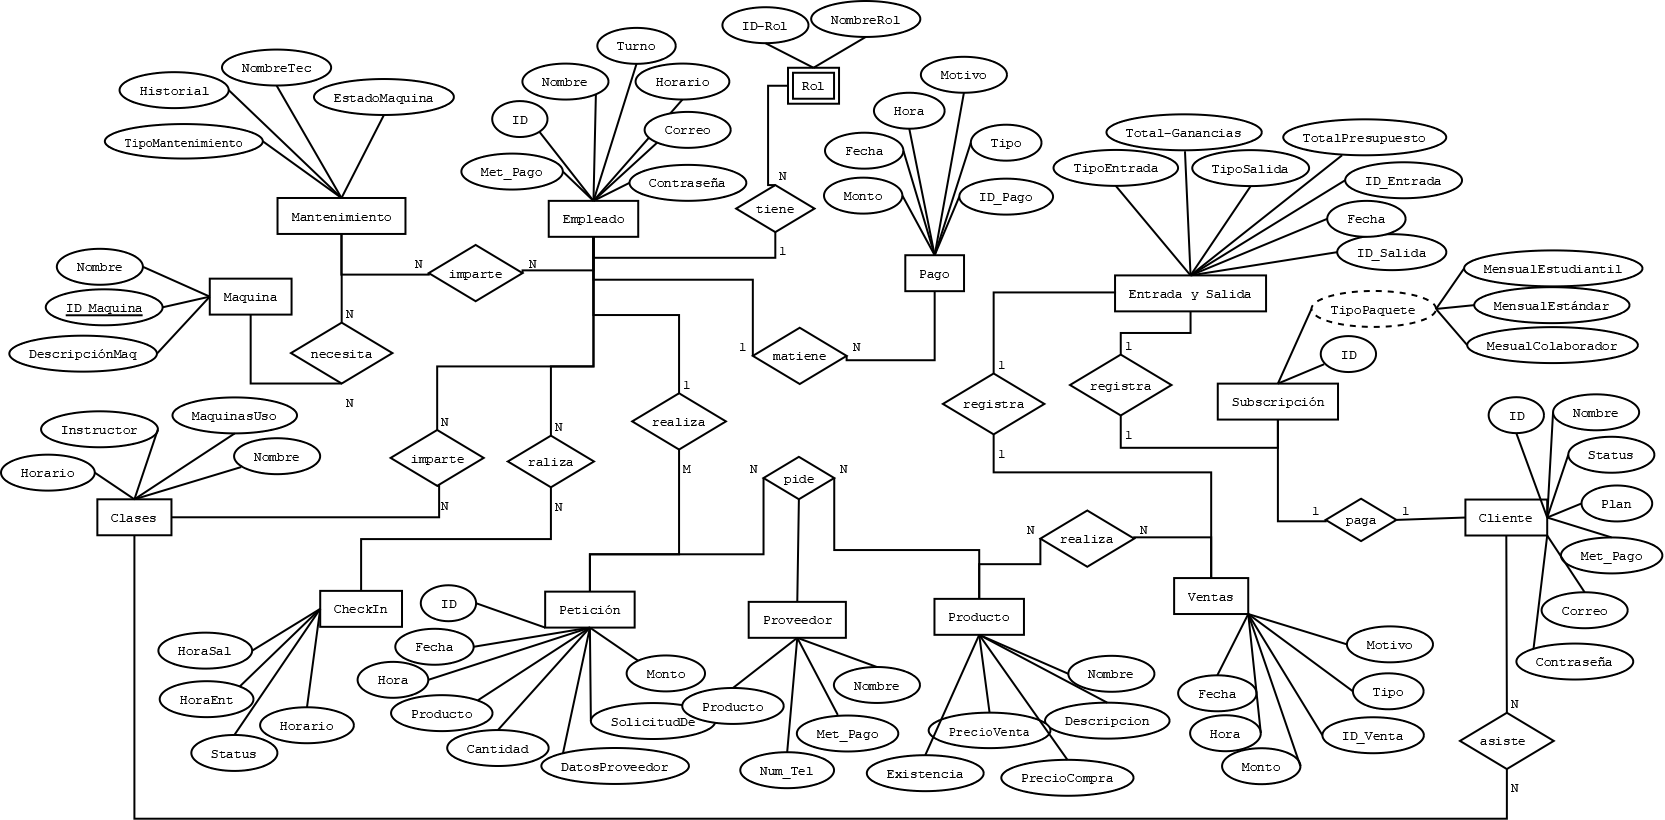 ID-Rol
NombreRol
Turno
NombreTec
Nombre
Horario
Motivo
Historial
EstadoMaquina
Rol
Hora
ID
Correo
TipoMantenimiento
Total-Ganancias
TotalPresupuesto
Fecha
Tipo
Met_Pago
Contraseña
TipoEntrada
TipoSalida
ID_Entrada
N
Monto
ID_Pago
Mantenimiento
Empleado
tiene
Fecha
1
ID_Salida
Nombre
N
imparte
N
Pago
MensualEstudiantil
Maquina
Entrada y Salida
ID_Maquina
TipoPaquete
MensualEstándar
N
DescripciónMaq
necesita
1
matiene
N
1
ID
MesualColaborador
1
registra
1
registra
Subscripción
N
MaquinasUso
ID
Nombre
Instructor
N
N
realiza
1
Status
Nombre
imparte
raliza
M
N
pide
N
1
Horario
N
N
Plan
Clases
N
realiza
N
1
paga
1
Cliente
Met_Pago
CheckIn
ID
Petición
Proveedor
Producto
Ventas
Correo
HoraSal
Fecha
Motivo
Contraseña
Hora
Monto
Nombre
Nombre
HoraEnt
Producto
SolicitudDe
Producto
Fecha
Tipo
N
Horario
Descripcion
Status
Cantidad
Met_Pago
PrecioVenta
Hora
ID_Venta
asiste
DatosProveedor
Num_Tel
Existencia
PrecioCompra
Monto
N